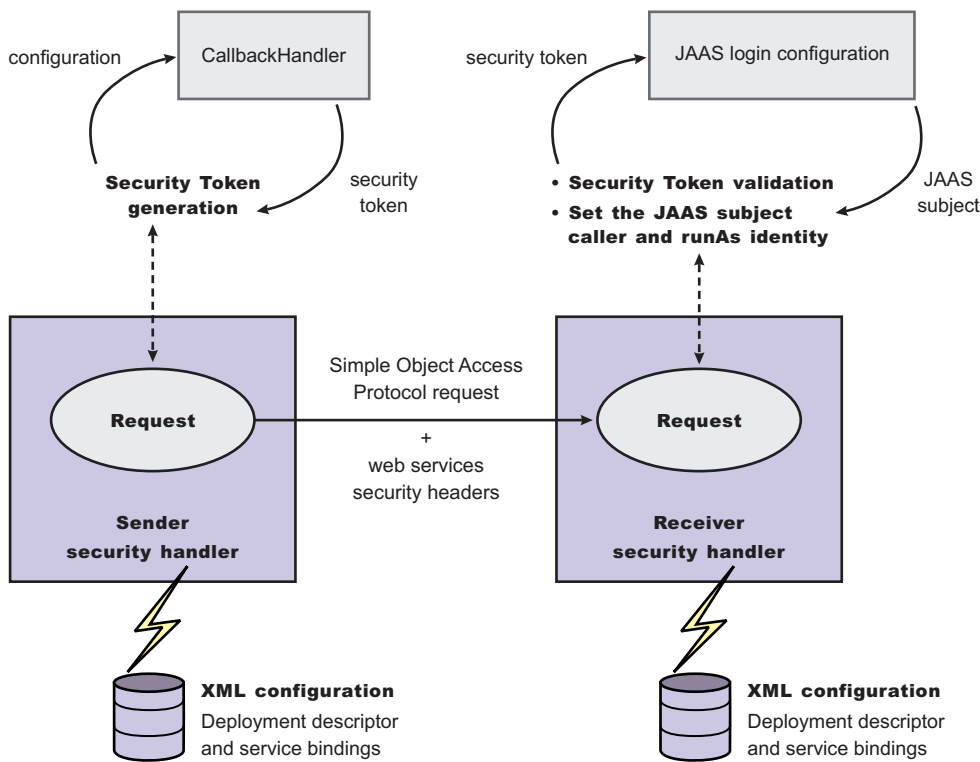 configuration
CallbackHandler
security token
JAAS login configuration
Security Token
generation
security
token
• Security Token validation
• Set the JAAS subject
caller and runAs identity
JAAS
subject
Simple Object Access
Protocol request
Request
Request
+
web services
security headers
Sender
security handler
Receiver
security handler
XML configuration
Deployment descriptor
and service bindings
XML configuration
Deployment descriptor
and service bindings